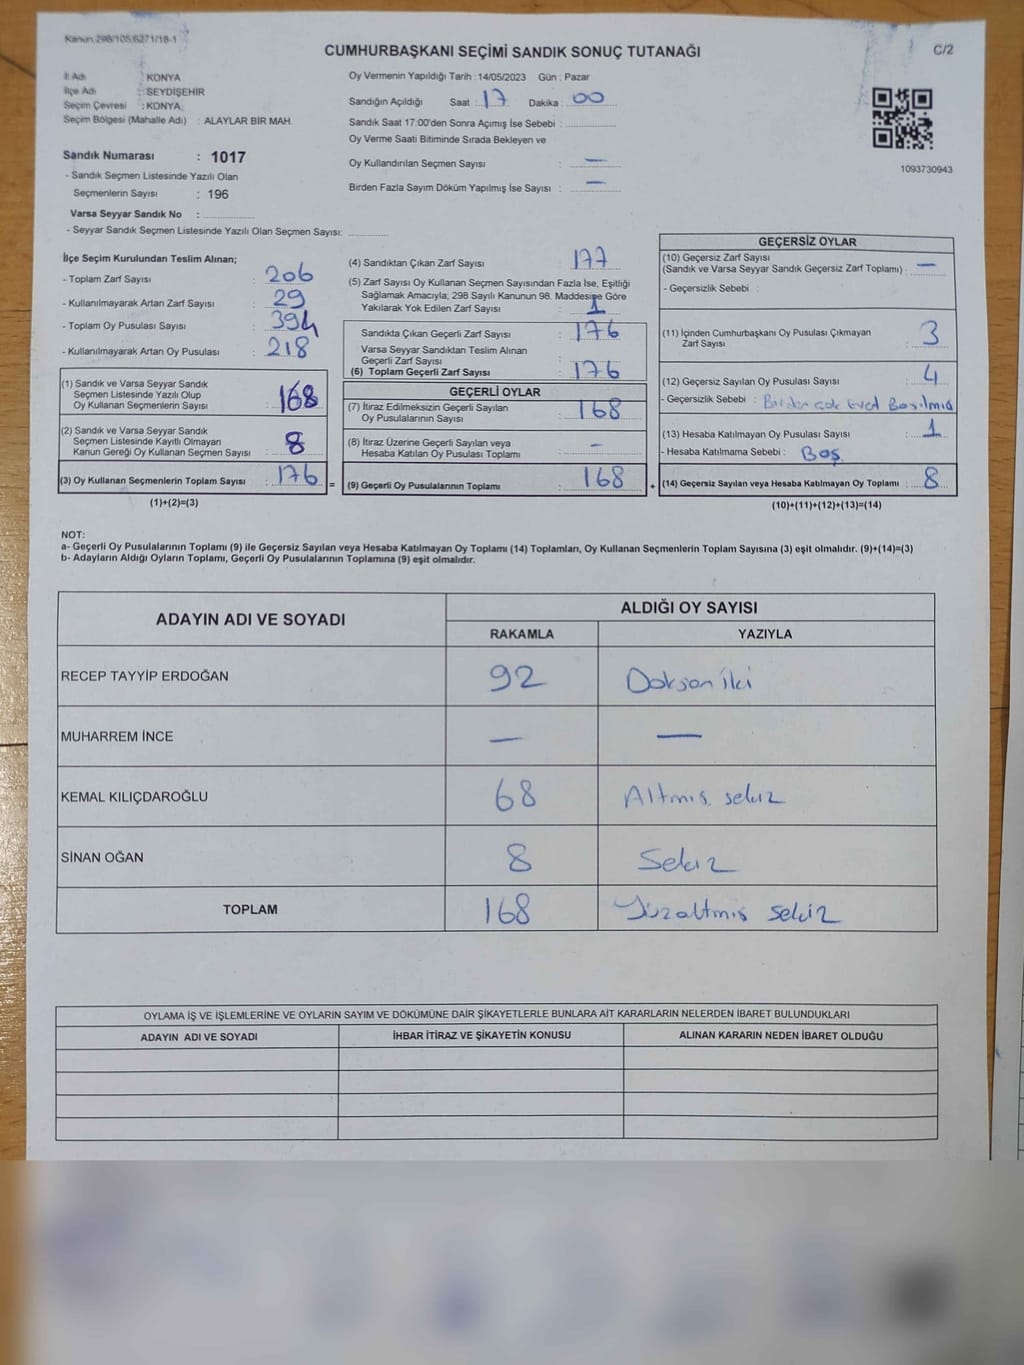 Kanun 298/105,6271/18-1
CUMHURBAŞKANI SEÇİMİ SANDIK SONUÇ TUTANAĞI
C/2
İl Adı : KONYA
İlçe Adı : SEYDİŞEHİR
Seçim Çevresi : KONYA
Seçim Bölgesi (Mahalle Adı) : ALAYLAR BİR MAH.
Oy Vermenin Yapıldığı Tarih : 14/05/2023 Gün : Pazar
Sandığın Açıldığı Saat : 17 Dakika : 00
Sandık Saat 17:00'den Sonra Açımış İse Sebebi :
Oy Verme Saati Bitiminde Sırada Bekleyen ve
Oy Kullandırılan Seçmen Sayısı : —
Birden Fazla Sayım Döküm Yapılmış İse Sayısı : —
1093730943
Sandık Numarası : 1017
- Sandık Seçmen Listesinde Yazılı Olan
Seçmenlerin Sayısı : 196
Varsa Seyyar Sandık No :
- Seyyar Sandık Seçmen Listesinde Yazılı Olan Seçmen Sayısı:
İlçe Seçim Kurulundan Teslim Alınan;
- Toplam Zarf Sayısı : 206
- Kullanılmayarak Artan Zarf Sayısı : 29
- Toplam Oy Pusulası Sayısı : 394
- Kullanılmayarak Artan Oy Pusulası : 218
(1) Sandık ve Varsa Seyyar Sandık
Seçmen Listesinde Yazılı Olup
Oy Kullanan Seçmenlerin Sayısı : 168
(2) Sandık ve Varsa Seyyar Sandık
Seçmen Listesinde Kayıtlı Olmayan
Kanun Gereği Oy Kullanan Seçmen Sayısı : 8
(3) Oy Kullanan Seçmenlerin Toplam Sayısı : 176
(1)+(2)=(3)
(4) Sandıktan Çıkan Zarf Sayısı : 177
(5) Zarf Sayısı Oy Kullanan Seçmen Sayısından Fazla İse, Eşitliği
Sağlamak Amacıyla; 298 Sayılı Kanunun 98. Maddesine Göre
Yakılarak Yok Edilen Zarf Sayısı : 1
Sandıkta Çıkan Geçerli Zarf Sayısı : 176
Varsa Seyyar Sandıktan Teslim Alınan
Geçerli Zarf Sayısı :
(6) Toplam Geçerli Zarf Sayısı : 176
GEÇERLİ OYLAR
(7) İtiraz Edilmeksizin Geçerli Sayılan
Oy Pusulalarının Sayısı : 168
(8) İtiraz Üzerine Geçerli Sayılan veya
Hesaba Katılan Oy Pusulası Toplamı : —
= (9) Geçerli Oy Pusulalarının Toplamı : 168 +
GEÇERSİZ OYLAR
(10) Geçersiz Zarf Sayısı
(Sandık ve Varsa Seyyar Sandık Geçersiz Zarf Toplamı) : —
- Geçersizlik Sebebi :
(11) İçinden Cumhurbaşkanı Oy Pusulası Çıkmayan
Zarf Sayısı : 3
(12) Geçersiz Sayılan Oy Pusulası Sayısı : 4
- Geçersizlik Sebebi : Birden çok Evet Basılmış
(13) Hesaba Katılmayan Oy Pusulası Sayısı : 1
- Hesaba Katılmama Sebebi : Boş
(14) Geçersiz Sayılan veya Hesaba Katılmayan Oy Toplamı : 8
(10)+(11)+(12)+(13)=(14)
NOT:
a- Geçerli Oy Pusulalarının Toplamı (9) ile Geçersiz Sayılan veya Hesaba Katılmayan Oy Toplamı (14) Toplamları, Oy Kullanan Seçmenlerin Toplam Sayısına (3) eşit olmalıdır. (9)+(14)=(3)
b- Adayların Aldığı Oyların Toplamı, Geçerli Oy Pusulalarının Toplamına (9) eşit olmalıdır.
ADAYIN ADI VE SOYADI
ALDIĞI OY SAYISI
RAKAMLA YAZIYLA
RECEP TAYYİP ERDOĞAN 92 Doksan iki
MUHARREM İNCE — —
KEMAL KILIÇDAROĞLU 68 Altmış sekiz
SİNAN OĞAN 8 Sekiz
TOPLAM 168 Yüzaltmış sekiz
OYLAMA İŞ VE İŞLEMLERİNE VE OYLARIN SAYIM VE DÖKÜMÜNE DAİR ŞİKAYETLERLE BUNLARA AİT KARARLARIN NELERDEN İBARET BULUNDUKLARI
ADAYIN ADI VE SOYADI İHBAR İTİRAZ VE ŞİKAYETİN KONUSU ALINAN KARARIN NEDEN İBARET OLDUĞU